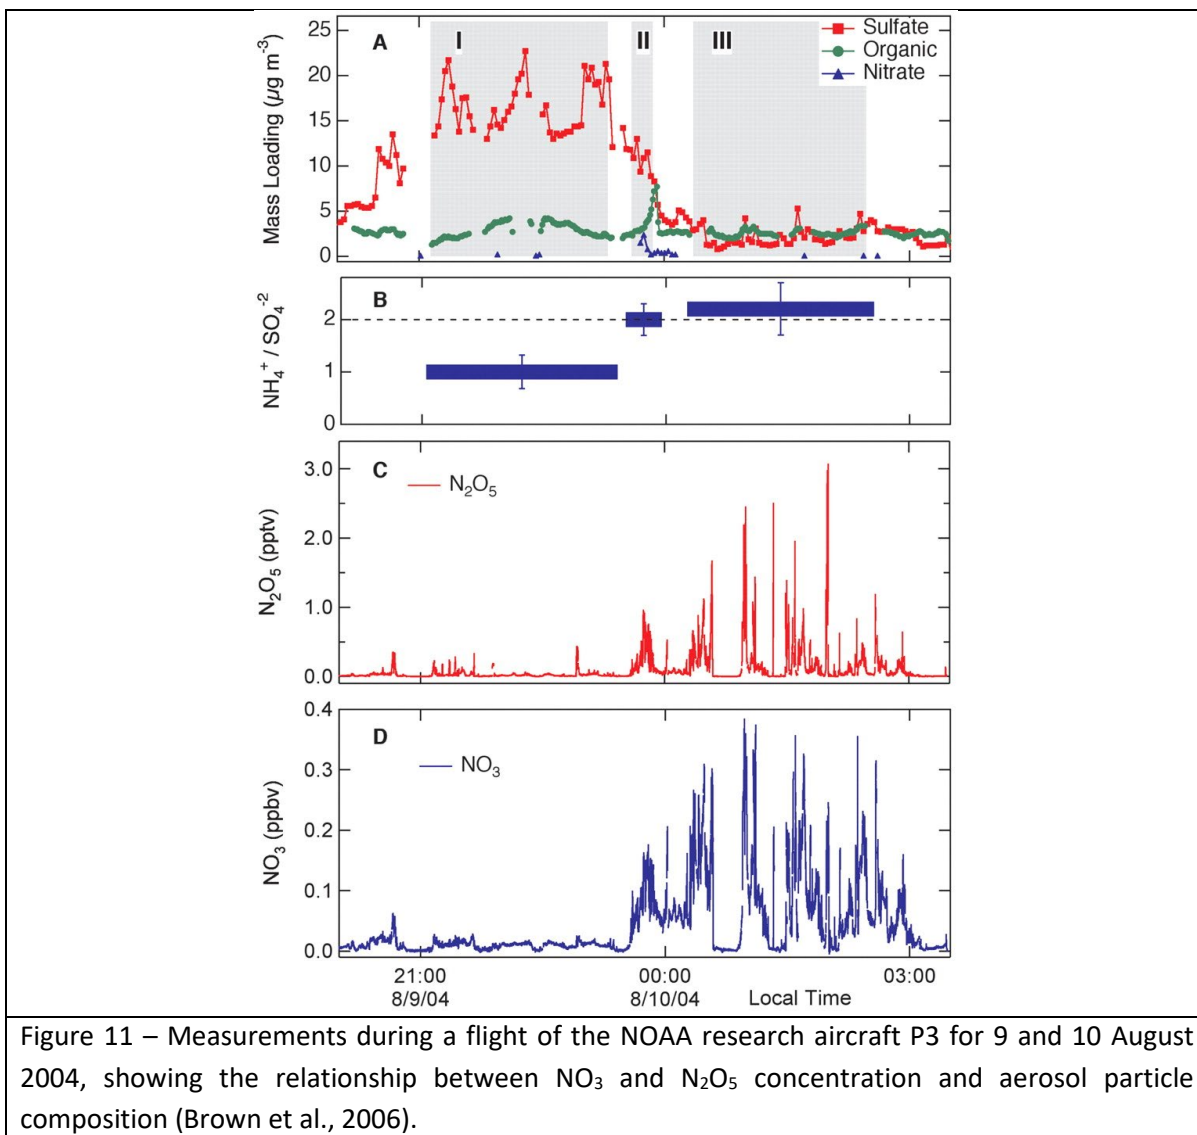 A
I
II
III
Sulfate
Organic
Nitrate
Mass Loading (µg m⁻³)
25
20
15
10
5
0
B
NH₄⁺ / SO₄⁻²
2
1
0
C
N₂O₅
N₂O₅ (pptv)
3.0
2.0
1.0
0.0
D
NO₃
NO₃ (ppbv)
0.4
0.3
0.2
0.1
0.0
21:00
8/9/04
00:00
8/10/04
Local Time
03:00
Figure 11 – Measurements during a flight of the NOAA research aircraft P3 for 9 and 10 August
2004, showing the relationship between NO₃ and N₂O₅ concentration and aerosol particle
composition (Brown et al., 2006).